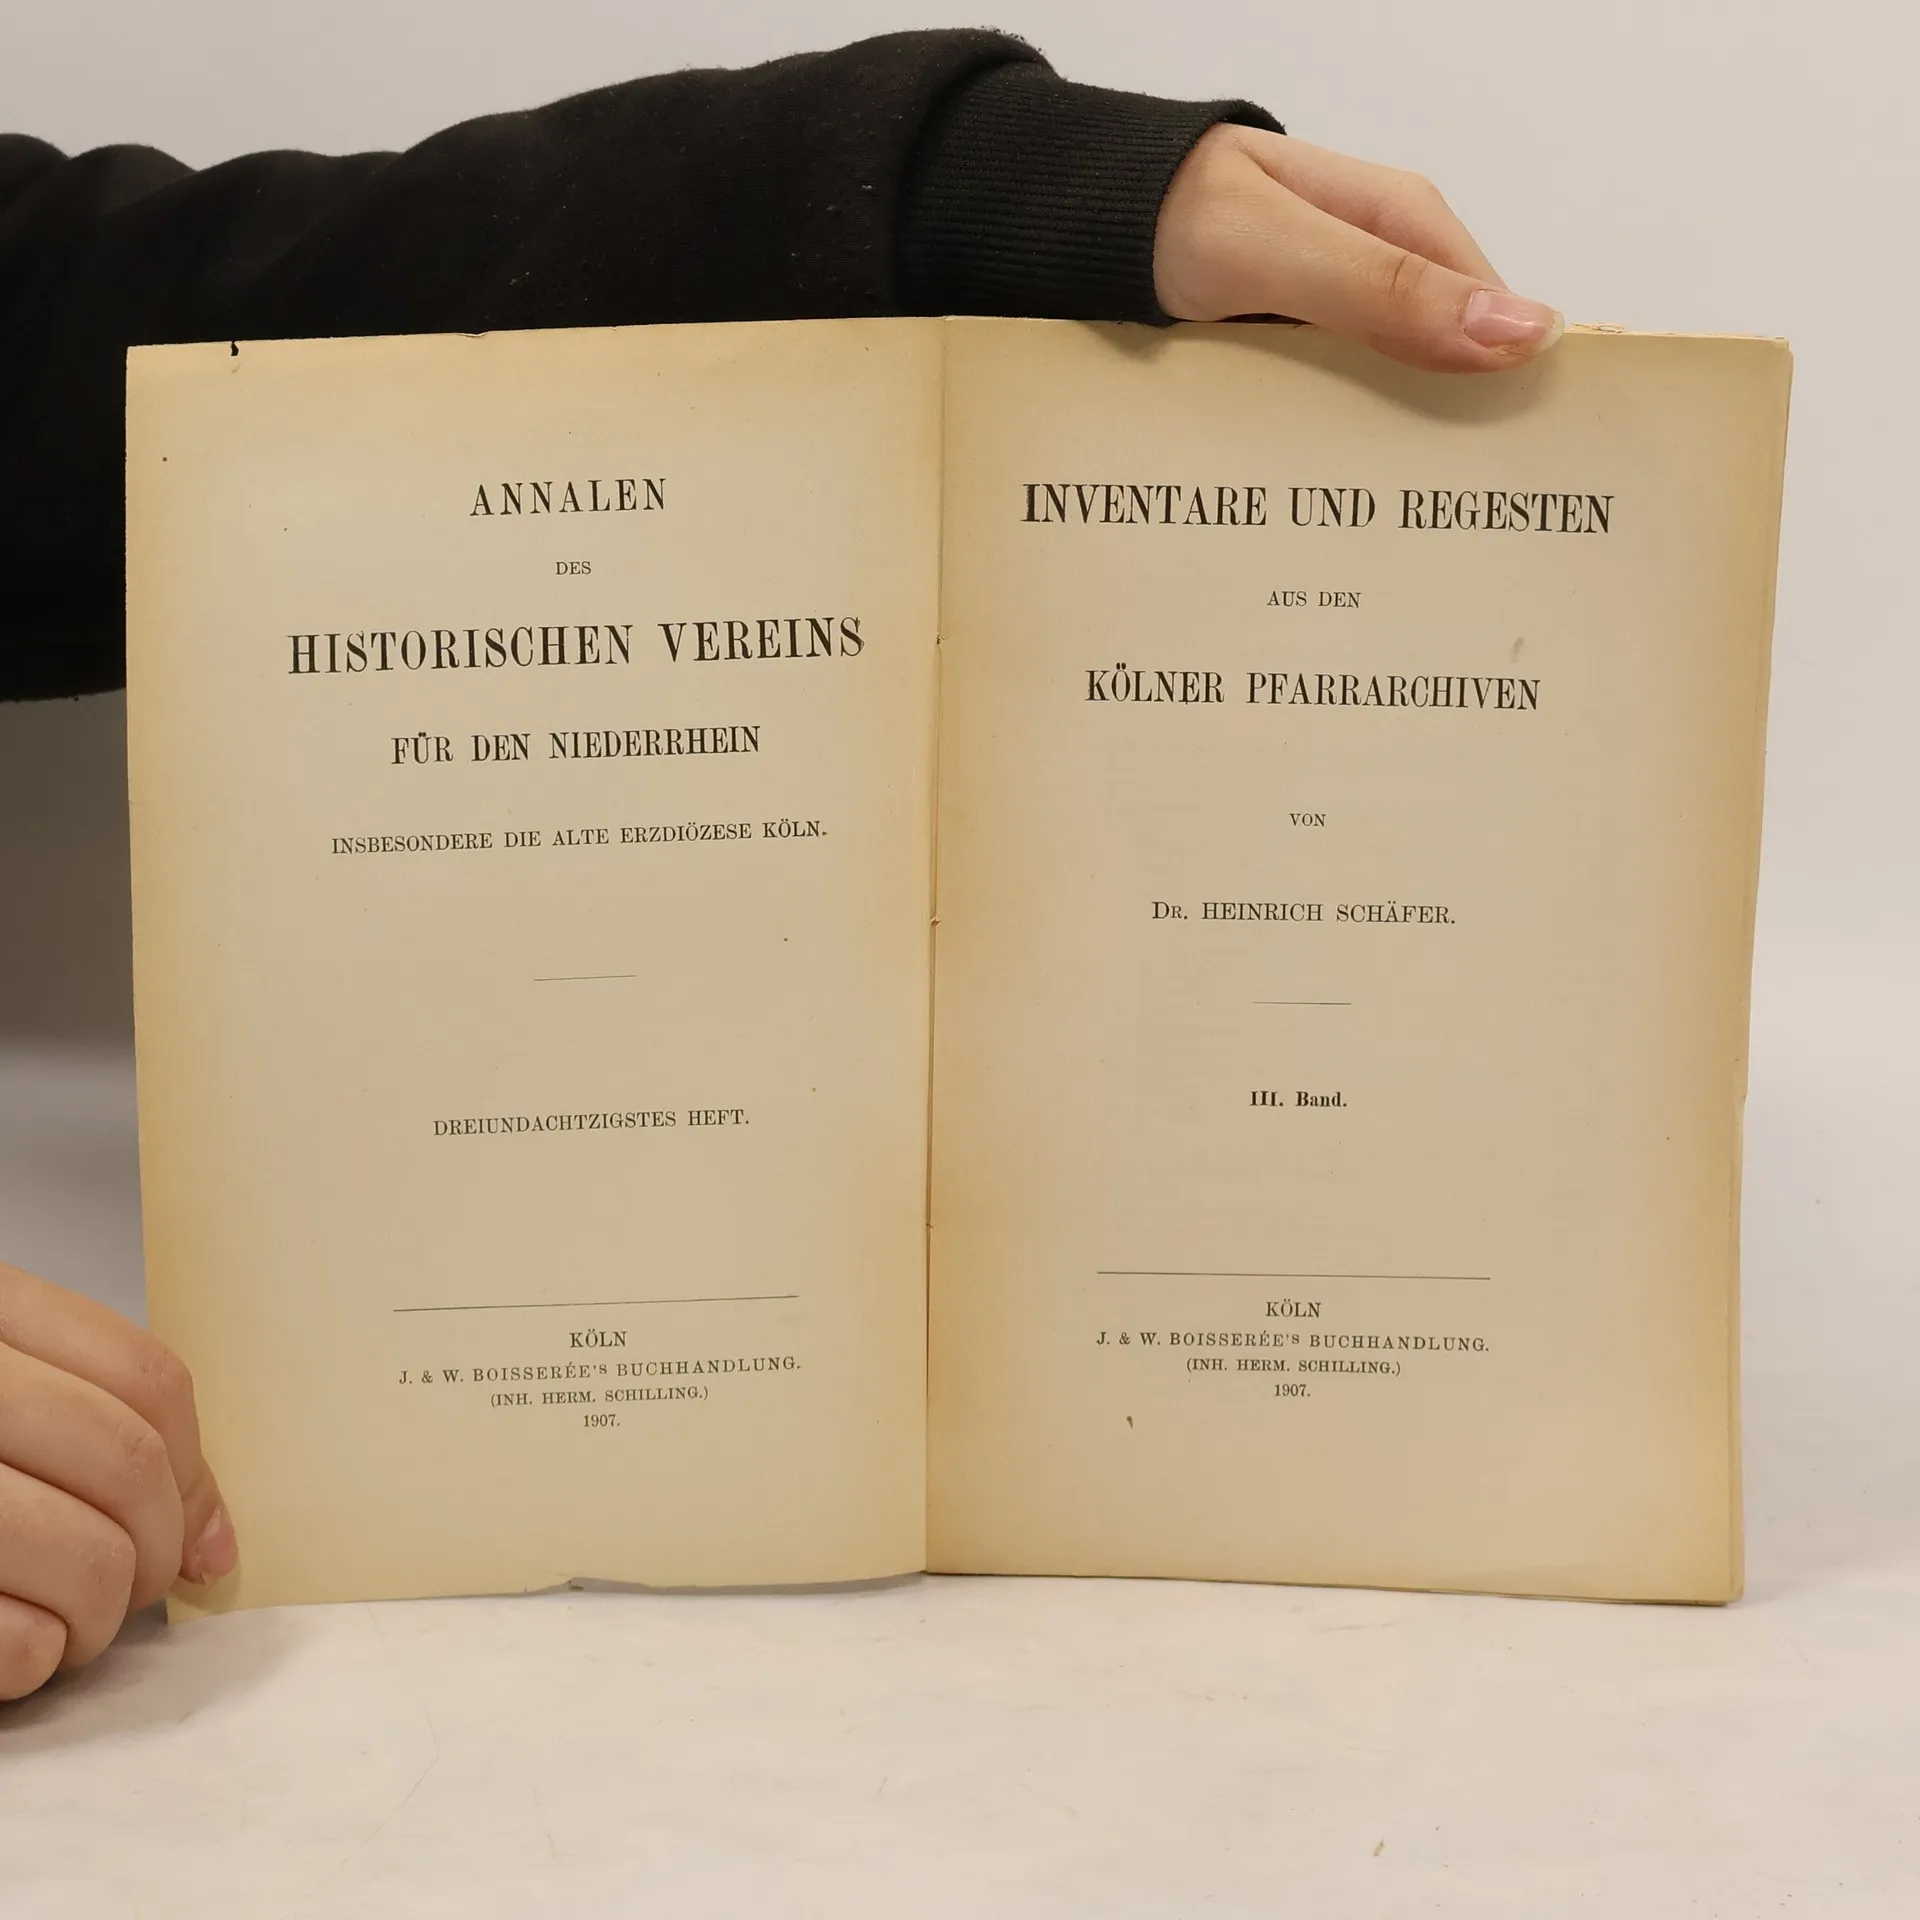 ANNALEN
DES
HISTORISCHEN VEREINS
FÜR DEN NIEDERRHEIN
INSBESONDERE DIE ALTE ERZDIÖZESE KÖLN.
DREIUNDACHTZIGSTES HEFT.
KÖLN
J. & W. BOISSERÉE'S BUCHHANDLUNG.
(INH. HERM. SCHILLING.)
1907.
INVENTARE UND REGESTEN
AUS DEN
KÖLNER PFARRARCHIVEN
VON
DR. HEINRICH SCHÄFER.
III. Band.
KÖLN
J. & W. BOISSERÉE'S BUCHHANDLUNG.
(INH. HERM. SCHILLING.)
1907.